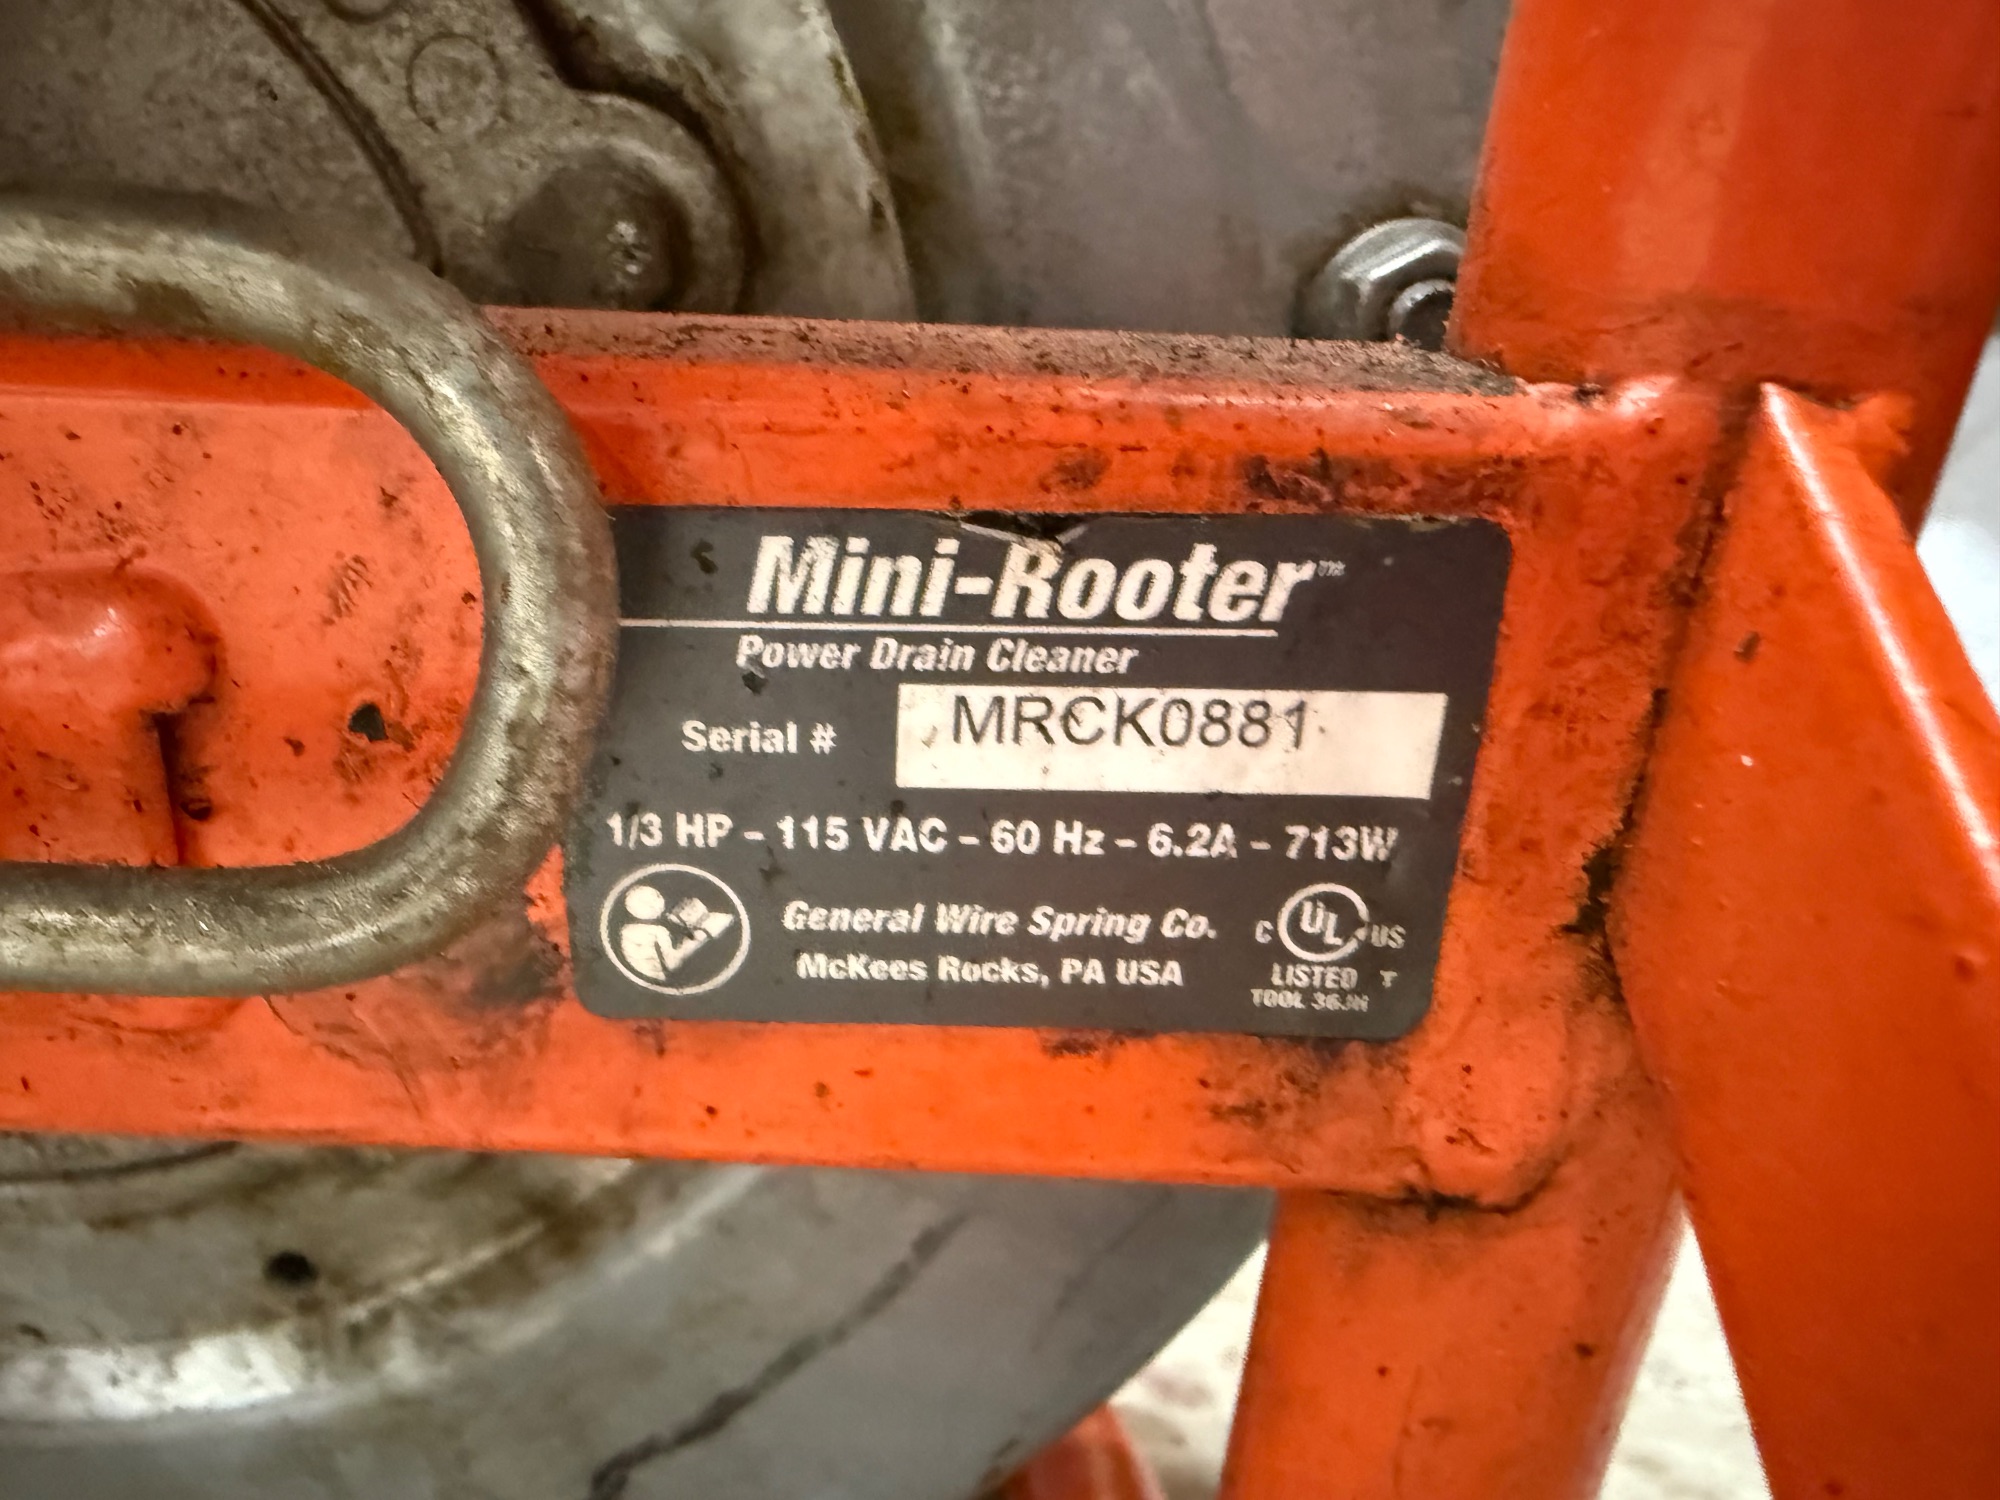 Mini-Rooter™
Power Drain Cleaner
Serial # MRCK0881
1/3 HP – 115 VAC – 60 Hz – 6.2A – 713W
General Wire Spring Co.
McKees Rocks, PA USA
C UL US
LISTED T
TOOL